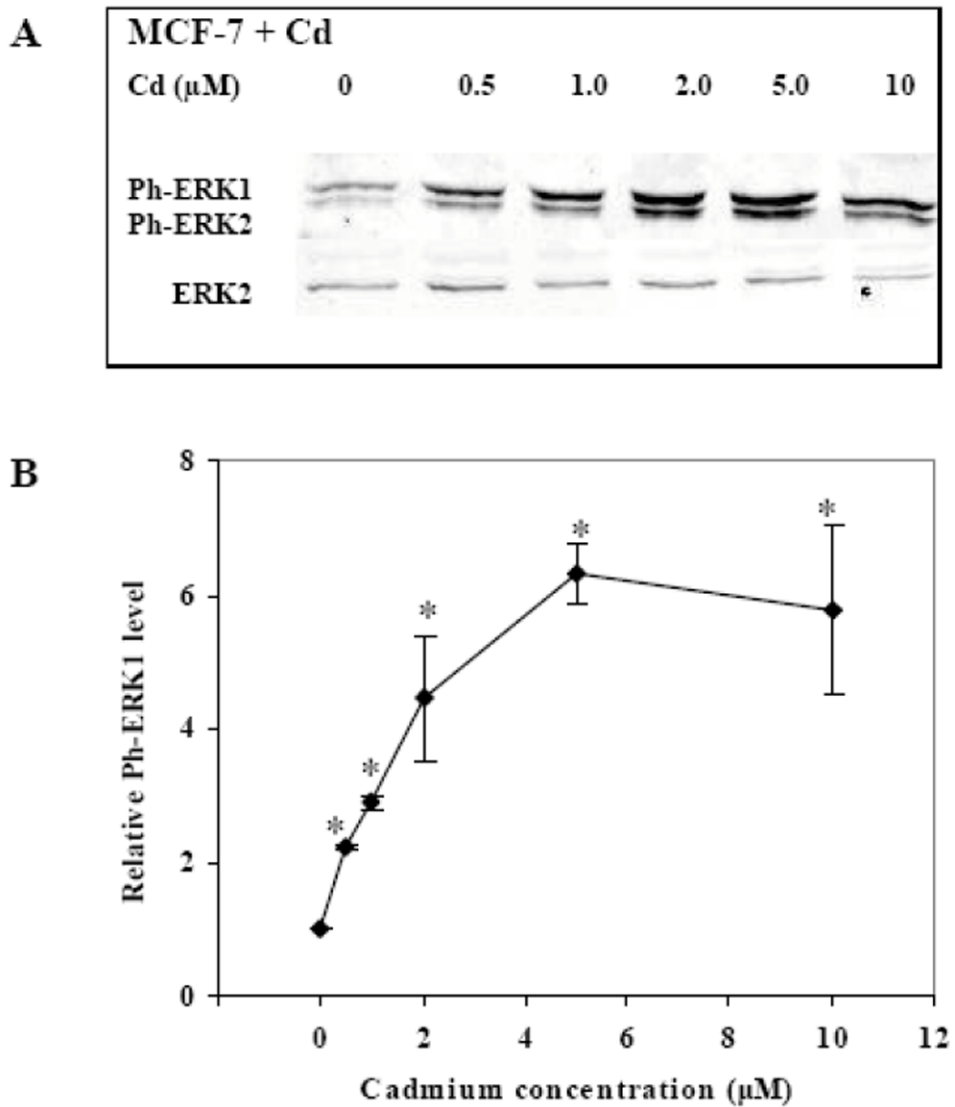 A
MCF-7 + Cd
Cd (µM) 0 0.5 1.0 2.0 5.0 10
Ph-ERK1
Ph-ERK2
ERK2
B
8
6
4
2
0
Relative Ph-ERK1 level
* * * * *
0 2 4 6 8 10 12
Cadmium concentration (µM)